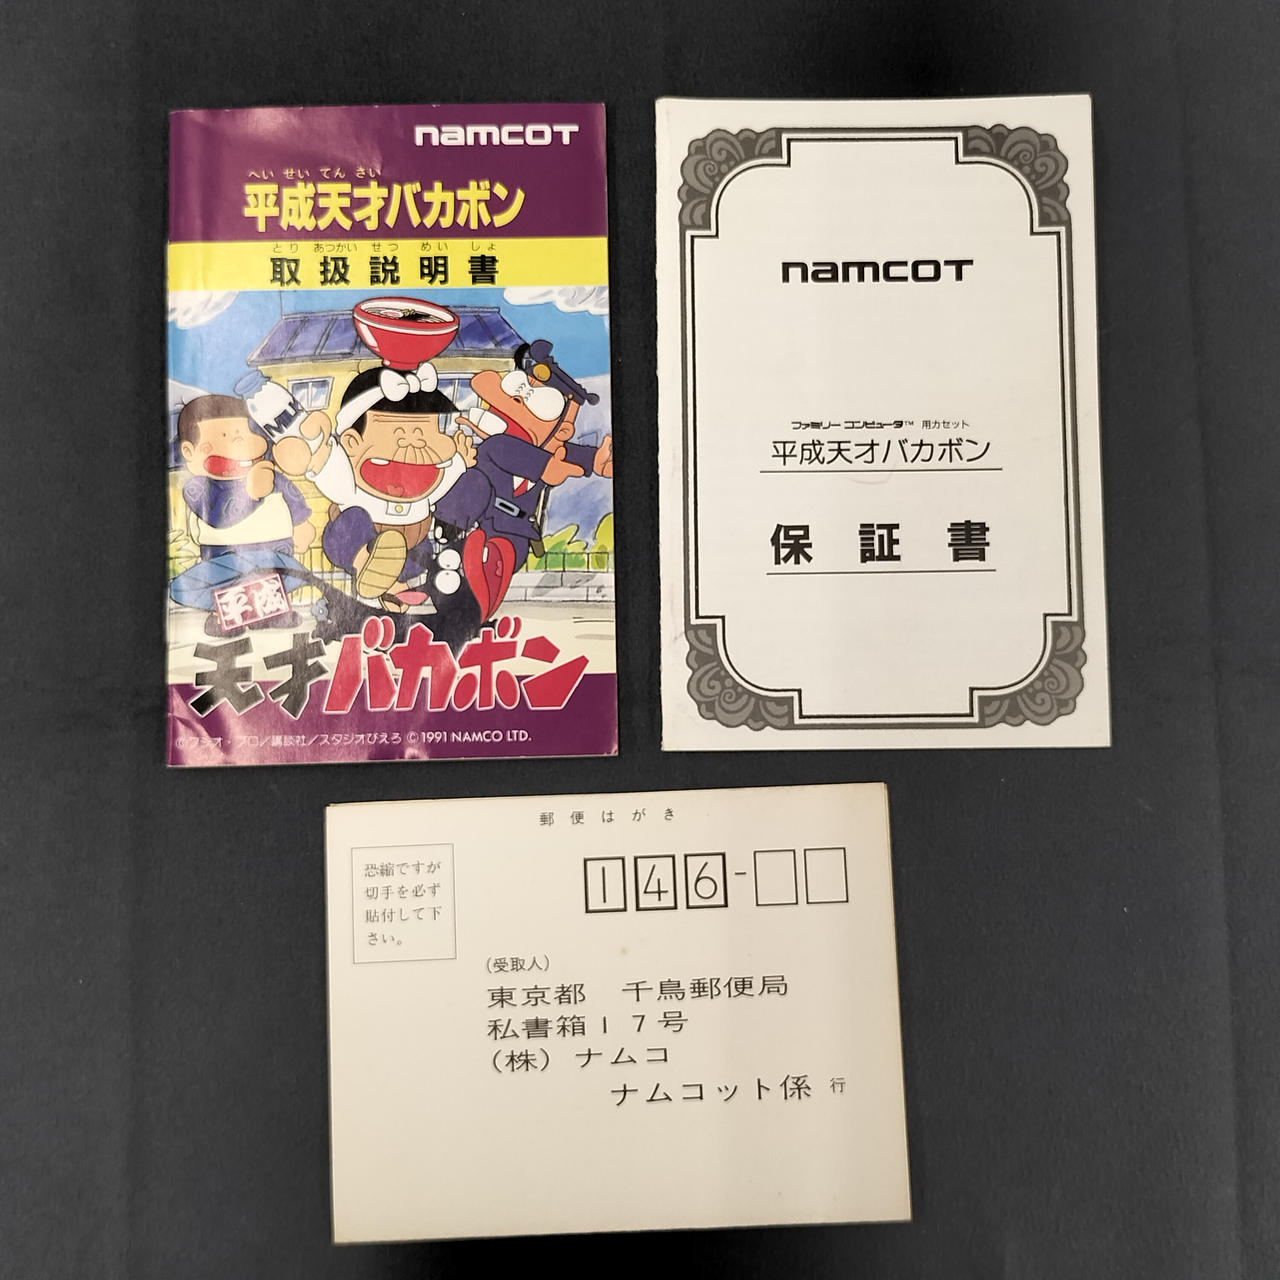 namcot
へいせいてんさい
平成天才バカボン
とりあつかいせつめいしょ
取扱説明書
MILK
平成
天才バカボン
©フジオ・プロ/講談社/スタジオぴえろ © 1991 NAMCO LTD.
namcot
ファミリーコンピュータ™ 用カセット
平成天才バカボン
保証書
郵便はがき
恐縮ですが
切手を必ず
貼付して下
さい。
146-
(受取人)
東京都 千鳥郵便局
私書箱17号
(株)ナムコ
ナムコット係 行